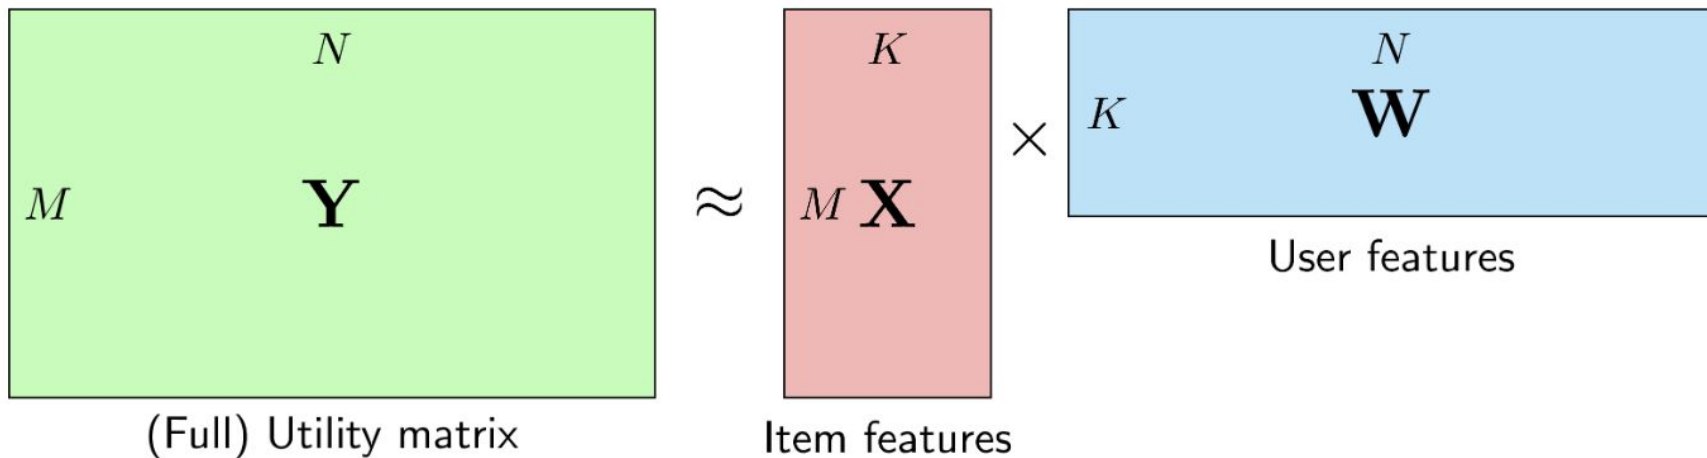 N
M
Y
(Full) Utility matrix
≈
K
M X
Item features
×
N
K
W
User features